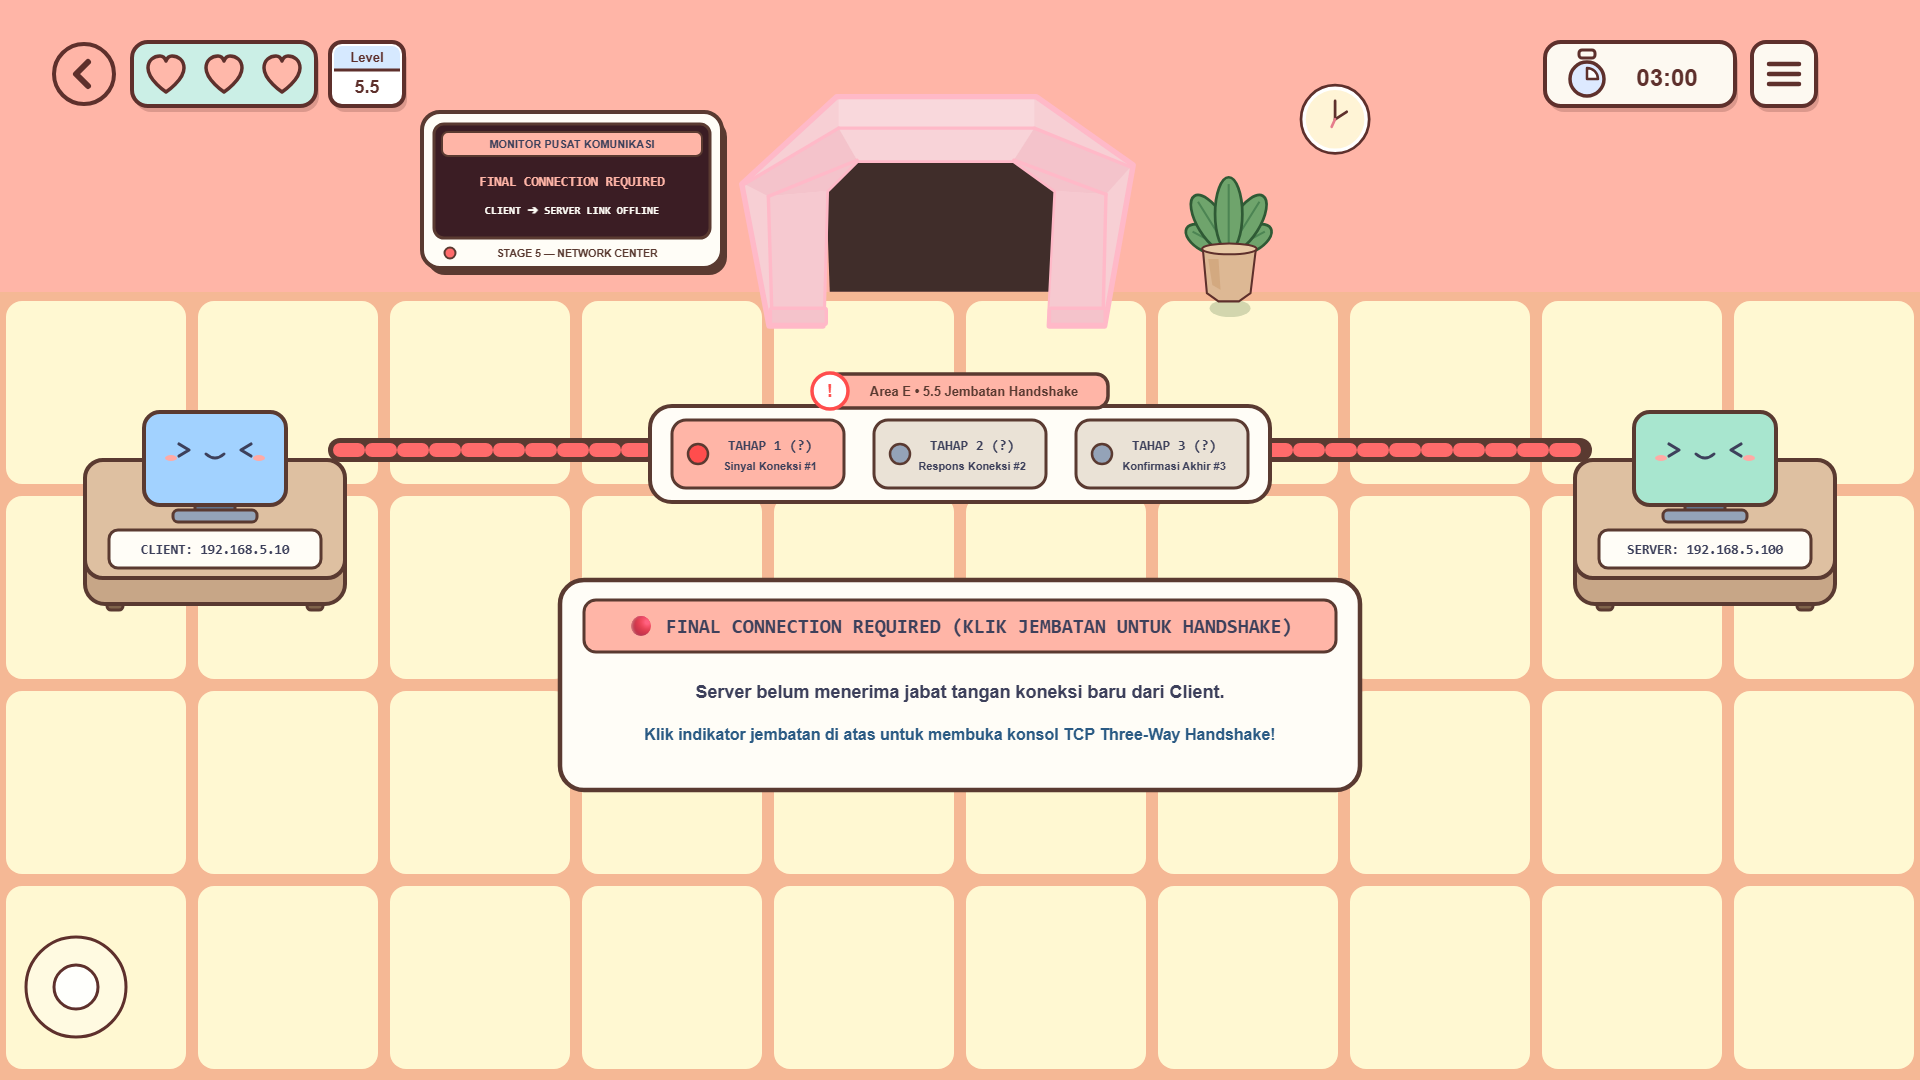 Level
5.5
03:00
MONITOR PUSAT KOMUNIKASI
FINAL CONNECTION REQUIRED
CLIENT ➔ SERVER LINK OFFLINE
STAGE 5 — NETWORK CENTER
! Area E • 5.5 Jembatan Handshake
TAHAP 1 (?)
Sinyal Koneksi #1
TAHAP 2 (?)
Respons Koneksi #2
TAHAP 3 (?)
Konfirmasi Akhir #3
CLIENT: 192.168.5.10
SERVER: 192.168.5.100
FINAL CONNECTION REQUIRED (KLIK JEMBATAN UNTUK HANDSHAKE)
Server belum menerima jabat tangan koneksi baru dari Client.
Klik indikator jembatan di atas untuk membuka konsol TCP Three-Way Handshake!